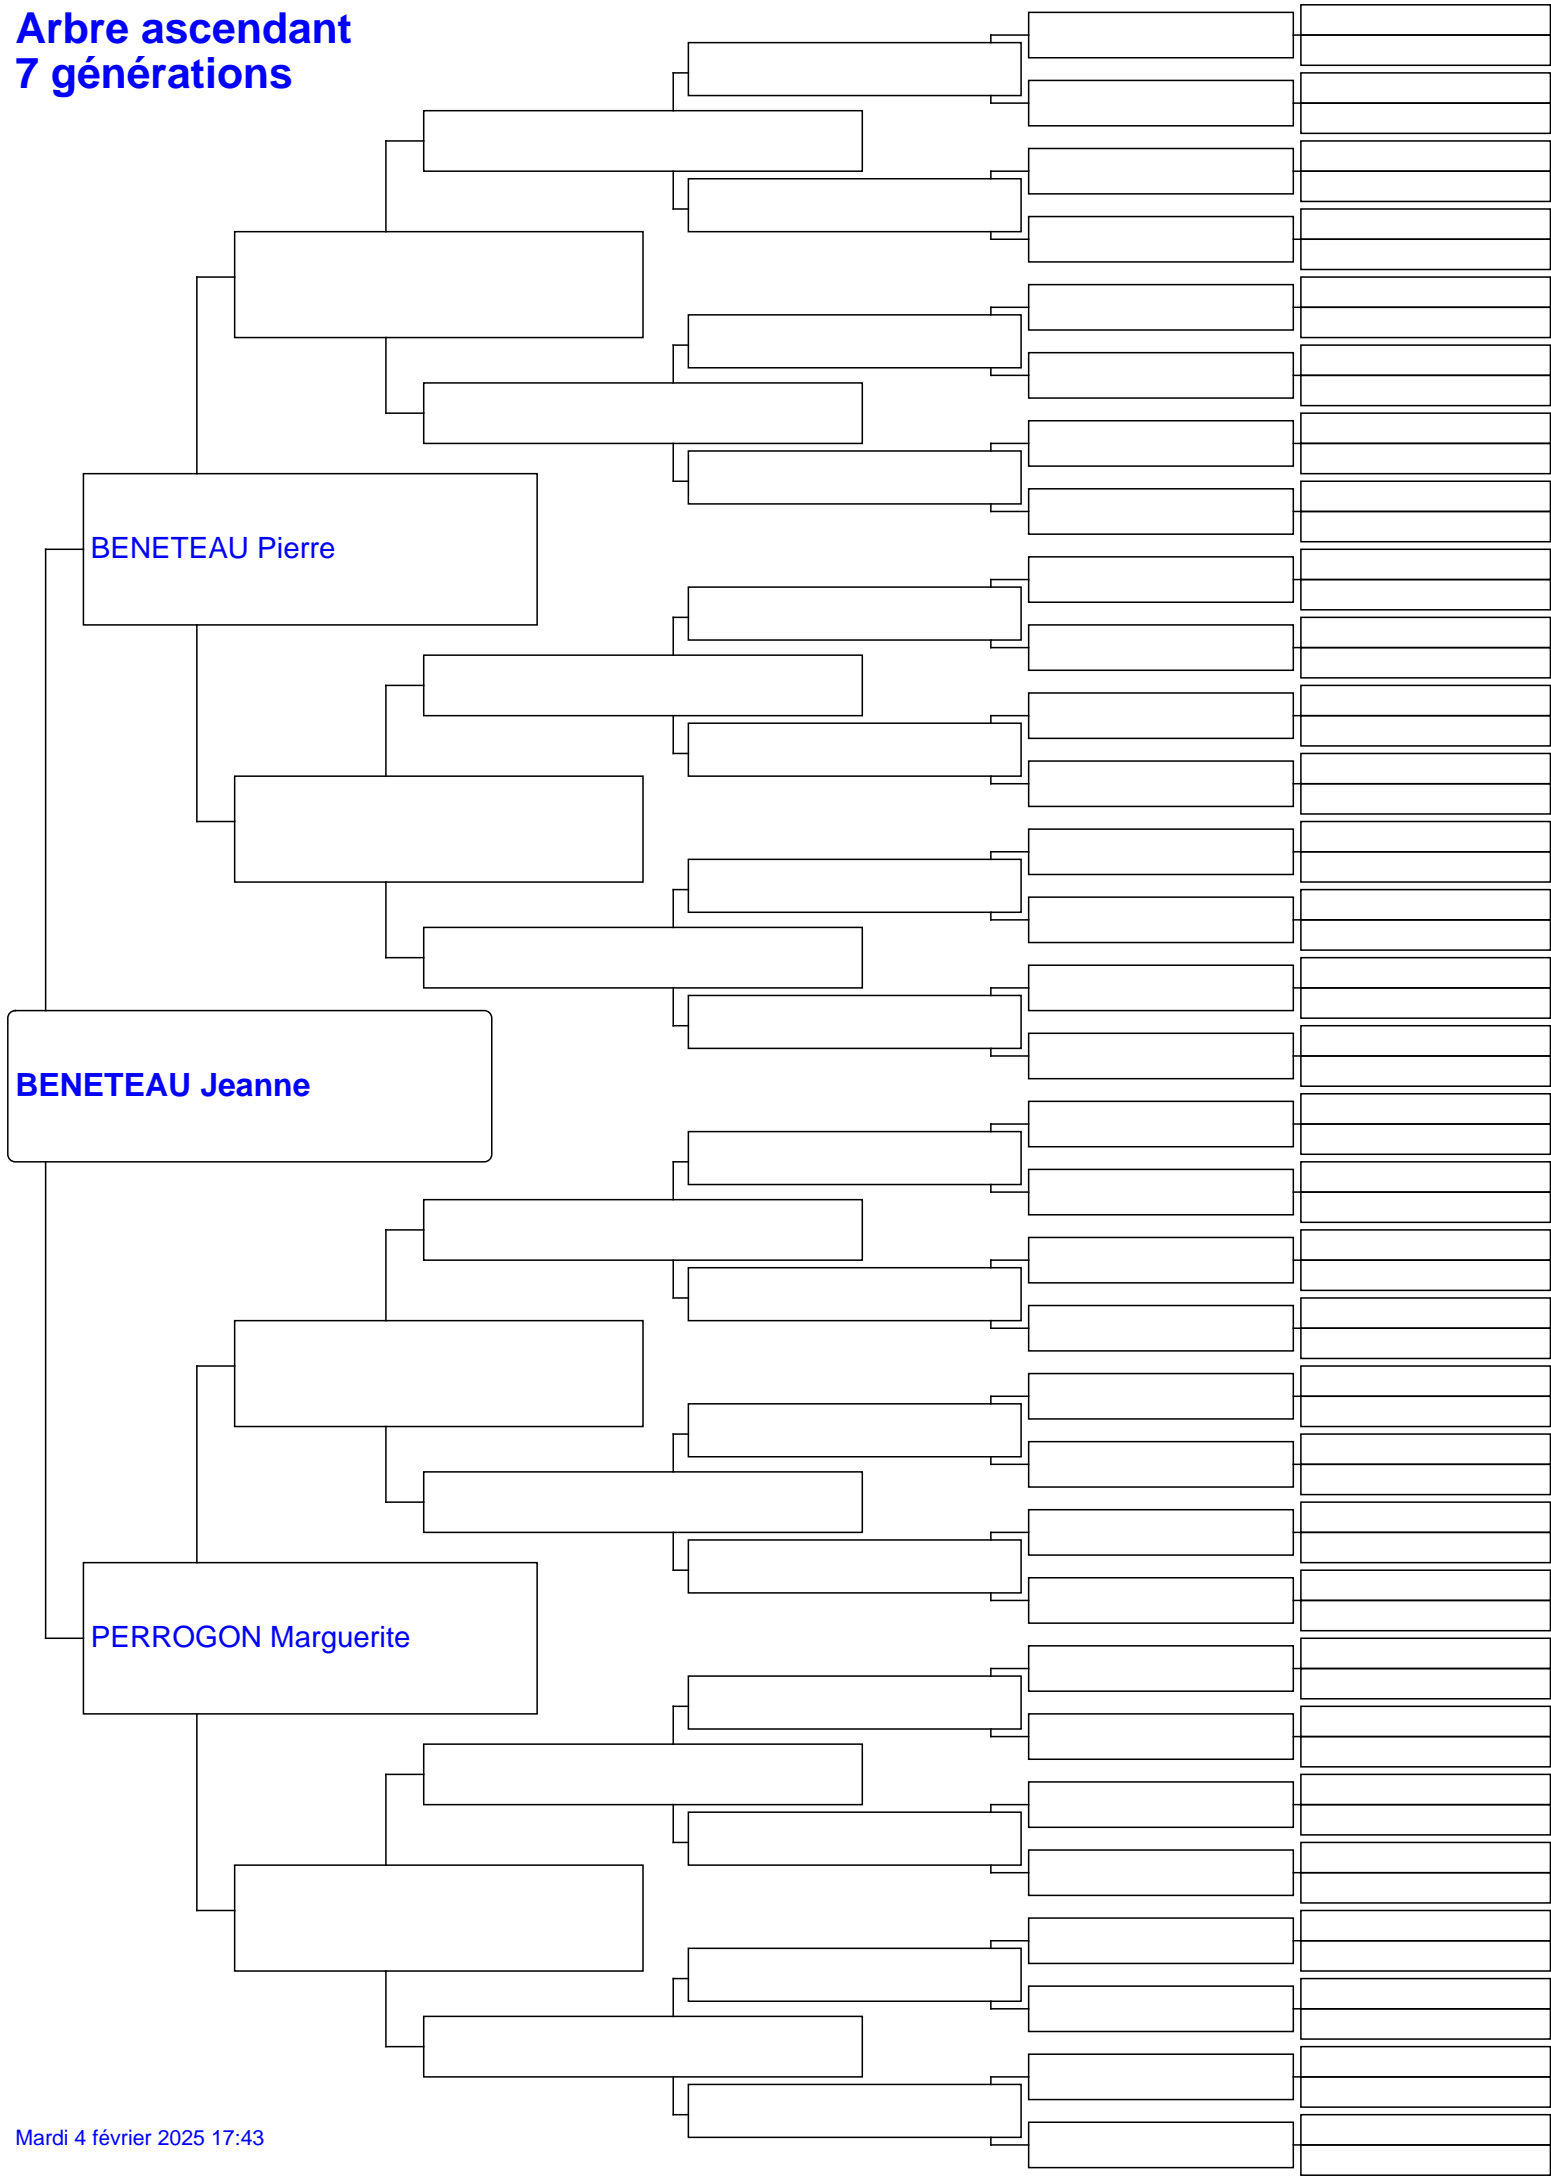 Arbre ascendant
7 générations
BENETEAU Pierre
BENETEAU Jeanne
PERROGON Marguerite
Mardi 4 février 2025 17:43